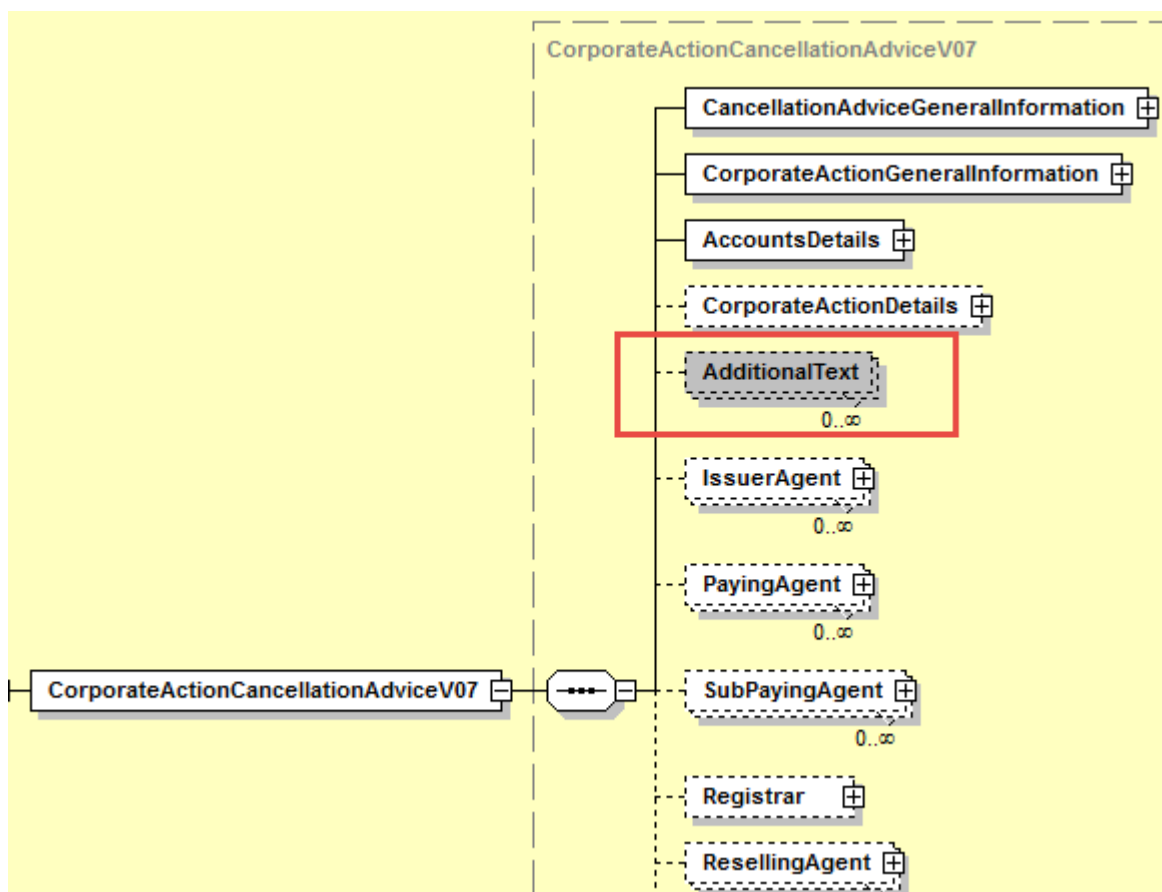 CorporateActionCancellationAdviceV07
CancellationAdviceGeneralInformation
CorporateActionGeneralInformation
AccountsDetails
CorporateActionDetails
AdditionalText
0..∞
IssuerAgent
0..∞
PayingAgent
0..∞
CorporateActionCancellationAdviceV07
SubPayingAgent
0..∞
Registrar
ResellingAgent